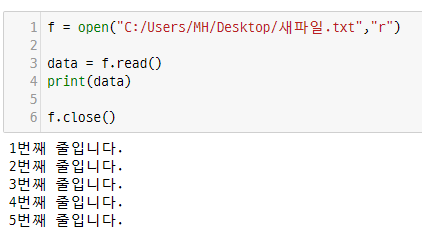 1 f = open("C:/Users/MH/Desktop/새파일.txt","r")
2
3 data = f.read()
4 print(data)
5
6 f.close()
1번째 줄입니다.
2번째 줄입니다.
3번째 줄입니다.
4번째 줄입니다.
5번째 줄입니다.